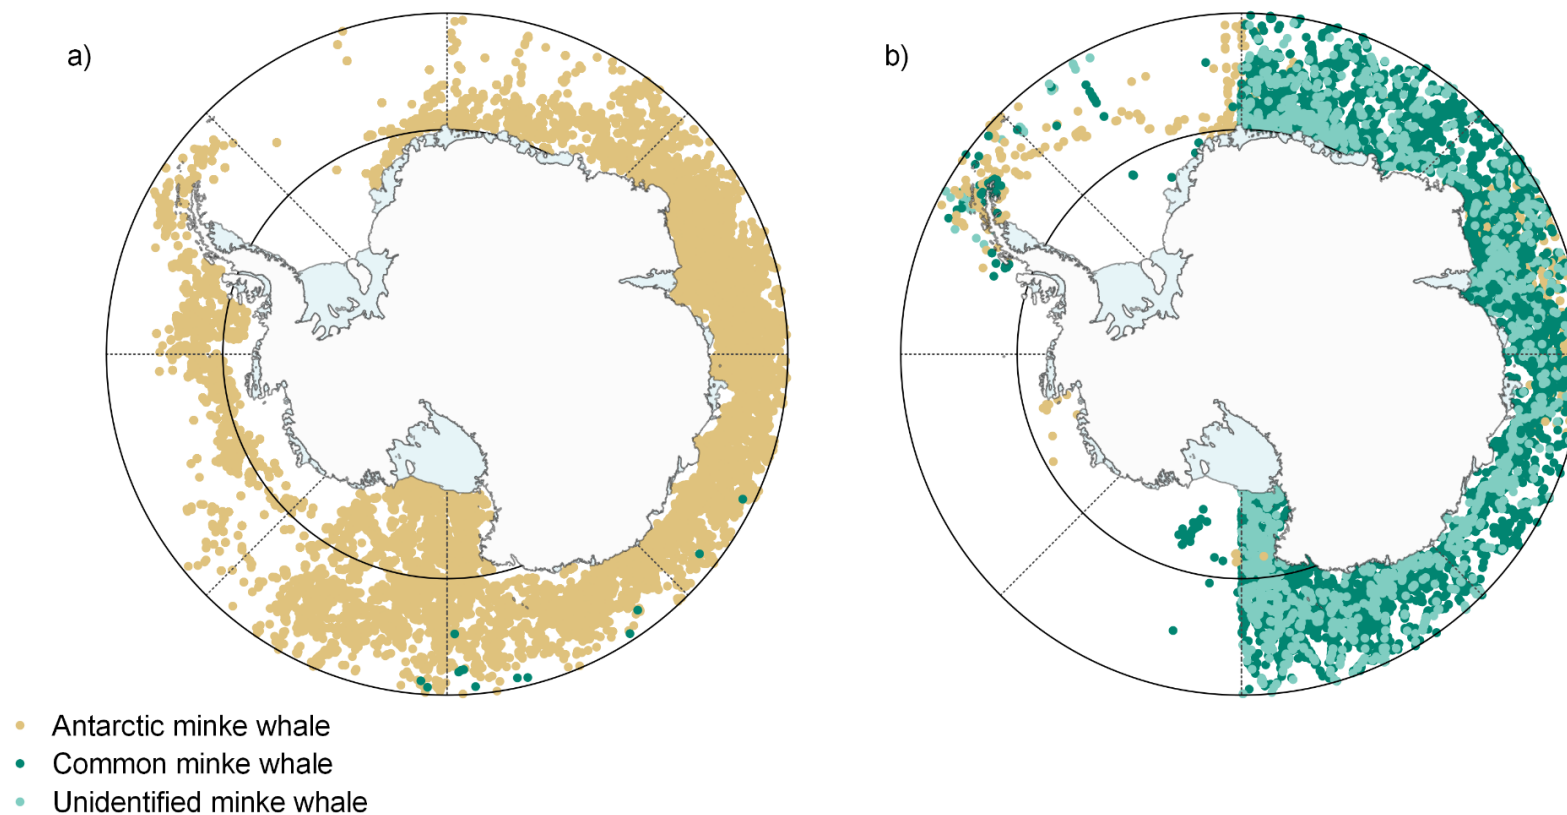 a)
b)
Antarctic minke whale
Common minke whale
Unidentified minke whale